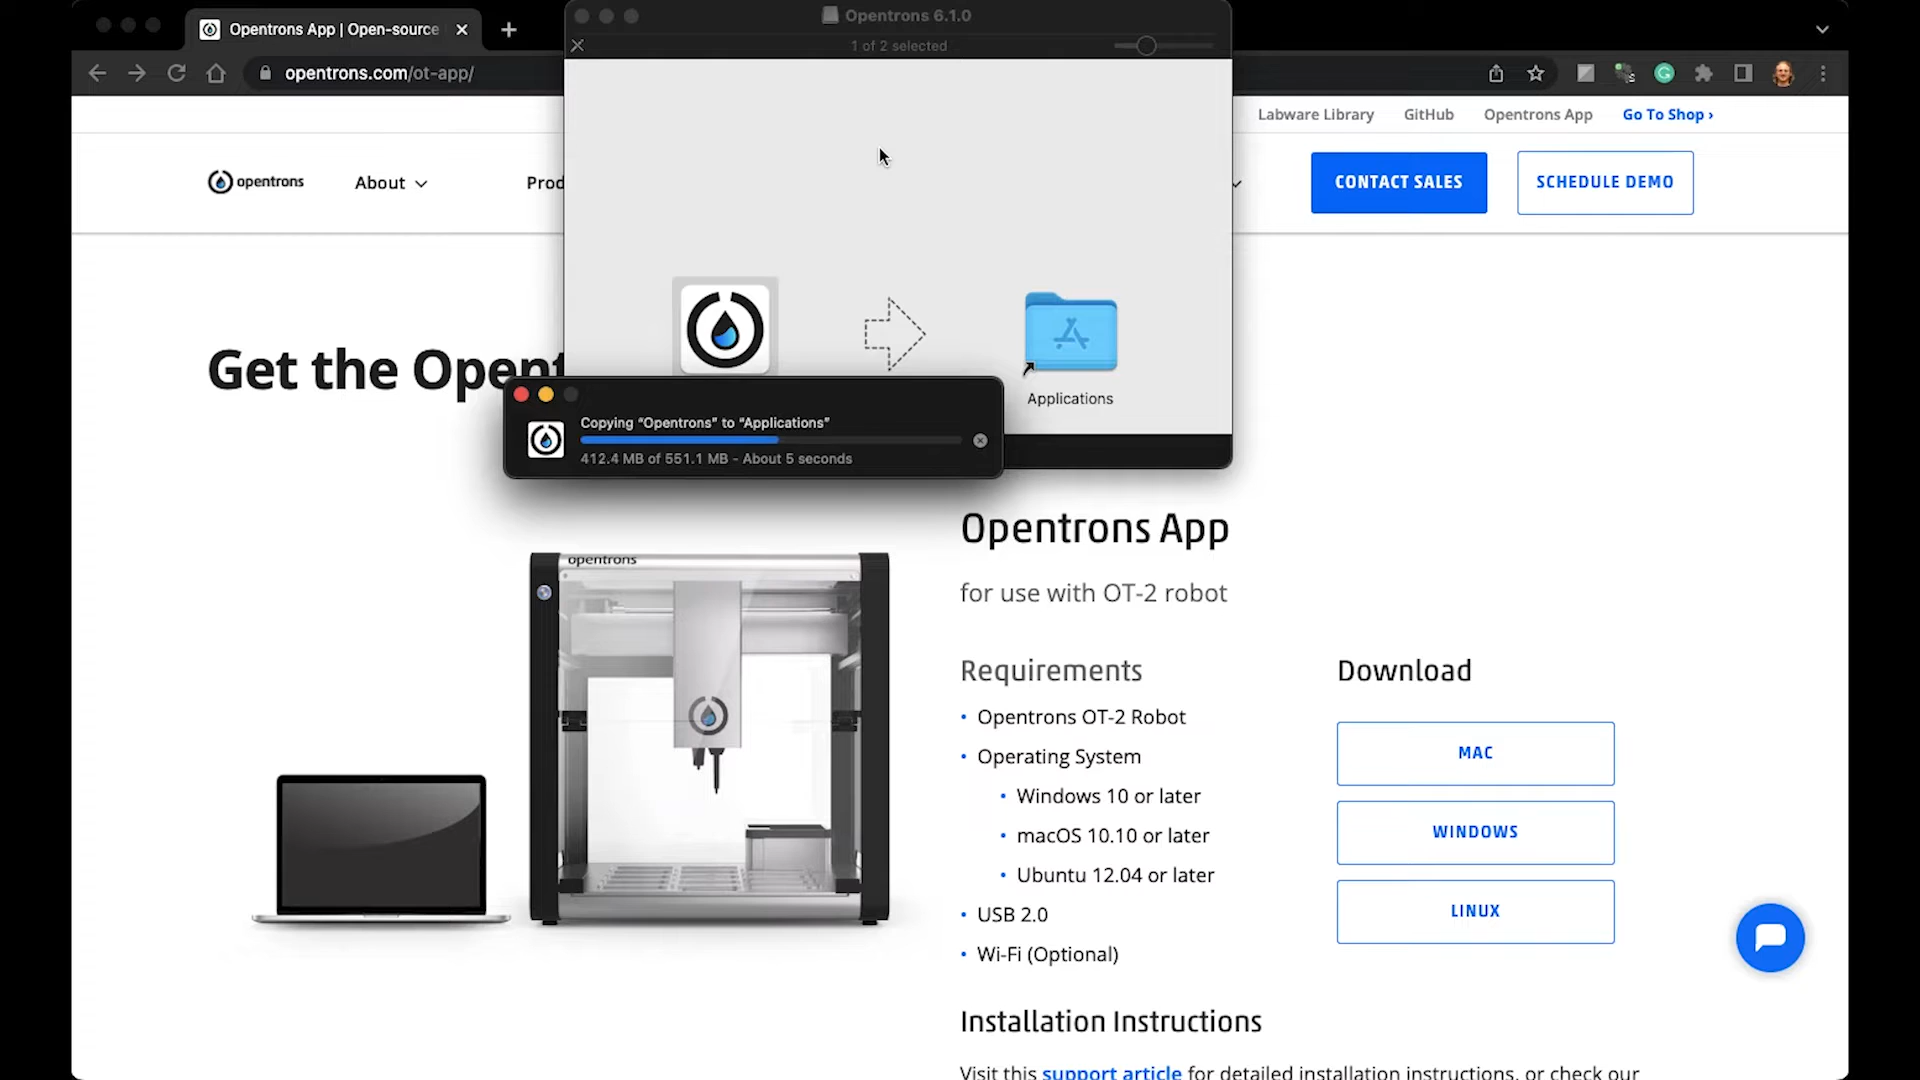 Opentrons App | Open-source
Opentrons 6.1.0
1 of 2 selected
opentrons.com/ot-app/
Labware Library
GitHub
Opentrons App
Go To Shop ›
opentrons
About
Prod
CONTACT SALES
SCHEDULE DEMO
Get the Opent
Applications
Copying “Opentrons” to “Applications”
412.4 MB of 551.1 MB - About 5 seconds
opentrons
Opentrons App
for use with OT-2 robot
Requirements
• Opentrons OT-2 Robot
• Operating System
• Windows 10 or later
• macOS 10.10 or later
• Ubuntu 12.04 or later
• USB 2.0
• Wi-Fi (Optional)
Download
MAC
WINDOWS
LINUX
Installation Instructions
Visit this support article for detailed installation instructions, or check our